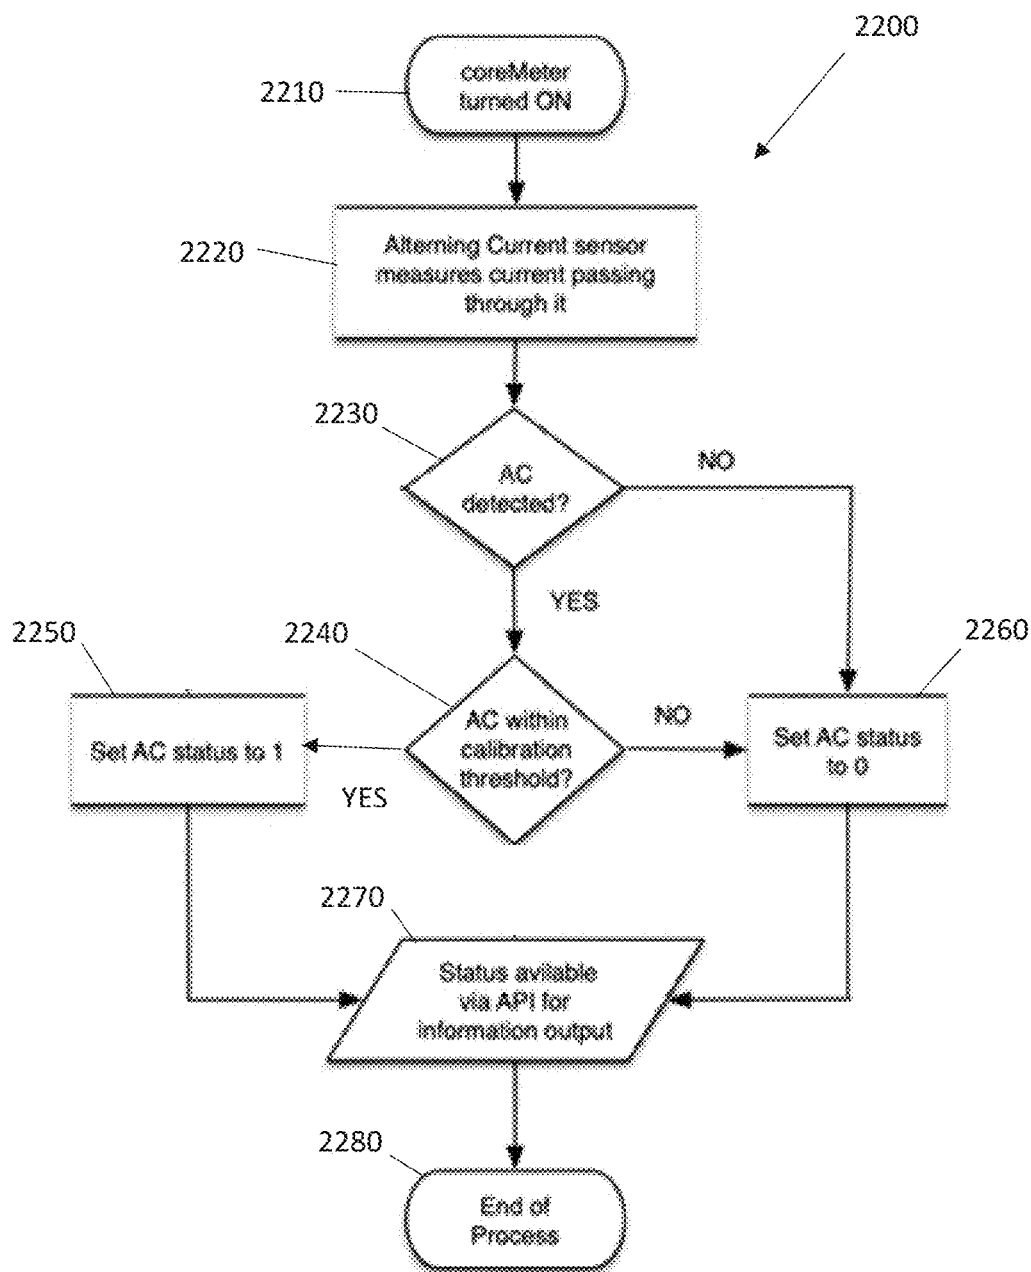 2200
2210
coreMeter
turned ON
2220
Alterning Current sensor
measures current passing
through it
2230
AC
detected?
NO
YES
2250
2240
2260
Set AC status to 1
AC within
calibration
threshold?
NO
Set AC status
to 0
YES
2270
Status avilable
via API for
information output
2280
End of
Process